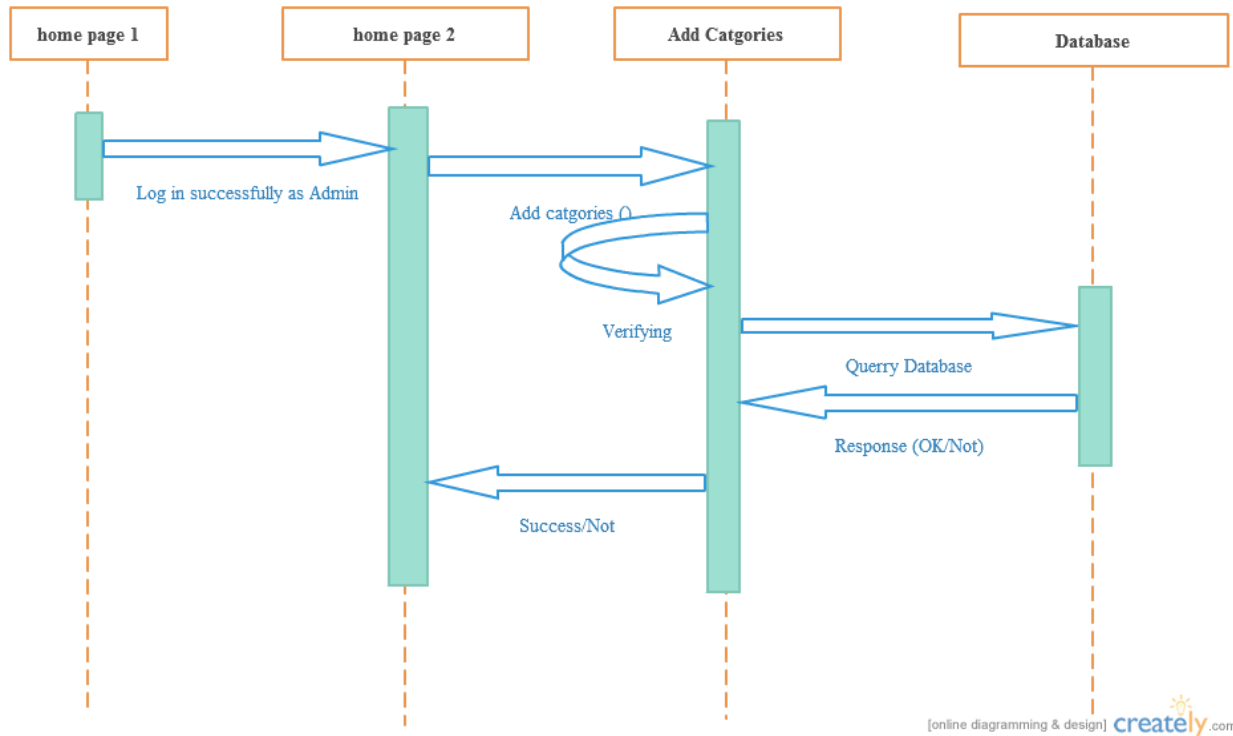 home page 1
home page 2
Add Catgories
Database
Log in successfully as Admin
Add catgories ()
Verifying
Querry Database
Response (OK/Not)
Success/Not
[online diagramming & design] creately.com